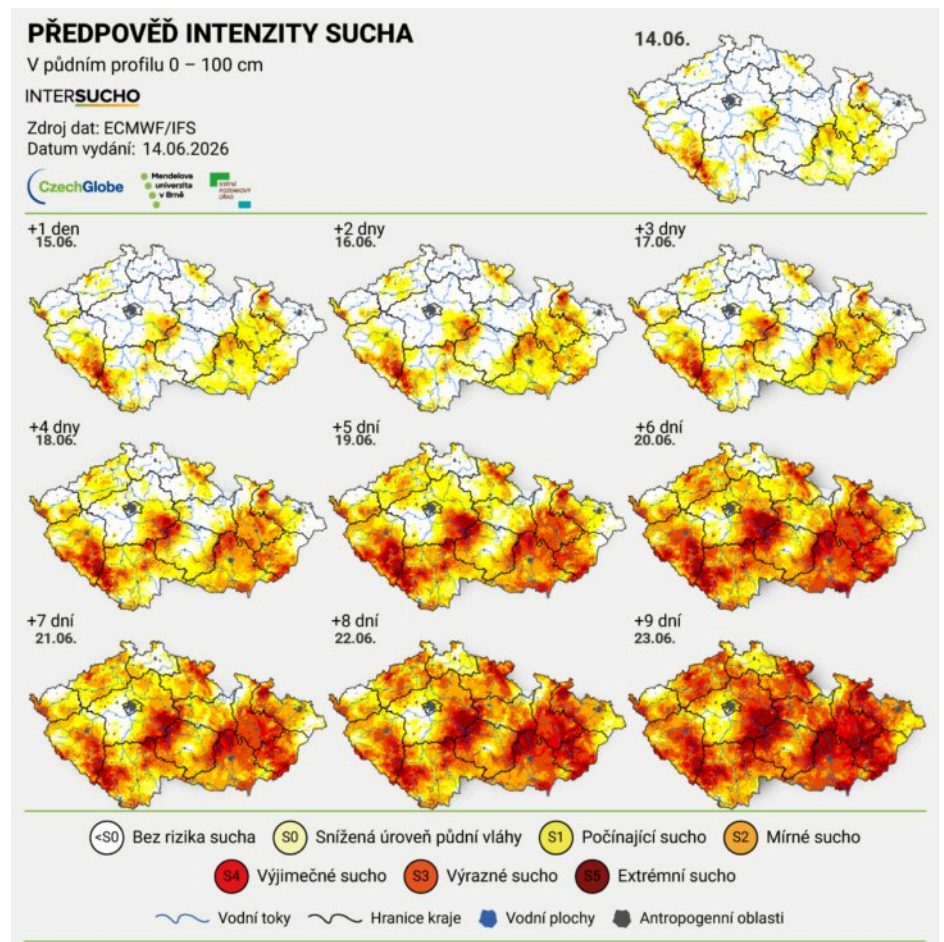 PŘEDPOVĚĎ INTENZITY SUCHA
V půdním profilu 0 – 100 cm
INTERSUCHO
Zdroj dat: ECMWF/IFS
Datum vydání: 14.06.2026
CzechGlobe
Mendelova
univerzita
v Brně
STÁTNÍ
POZEMKOVÝ
ÚŘAD
14.06.
+1 den
15.06.
+2 dny
16.06.
+3 dny
17.06.
+4 dny
18.06.
+5 dní
19.06.
+6 dní
20.06.
+7 dní
21.06.
+8 dní
22.06.
+9 dní
23.06.
<S0 Bez rizika sucha S0 Snížená úroveň půdní vláhy S1 Počínající sucho S2 Mírné sucho
S4 Výjimečné sucho S3 Výrazné sucho S5 Extrémní sucho
Vodní toky Hranice kraje Vodní plochy Antropogenní oblasti